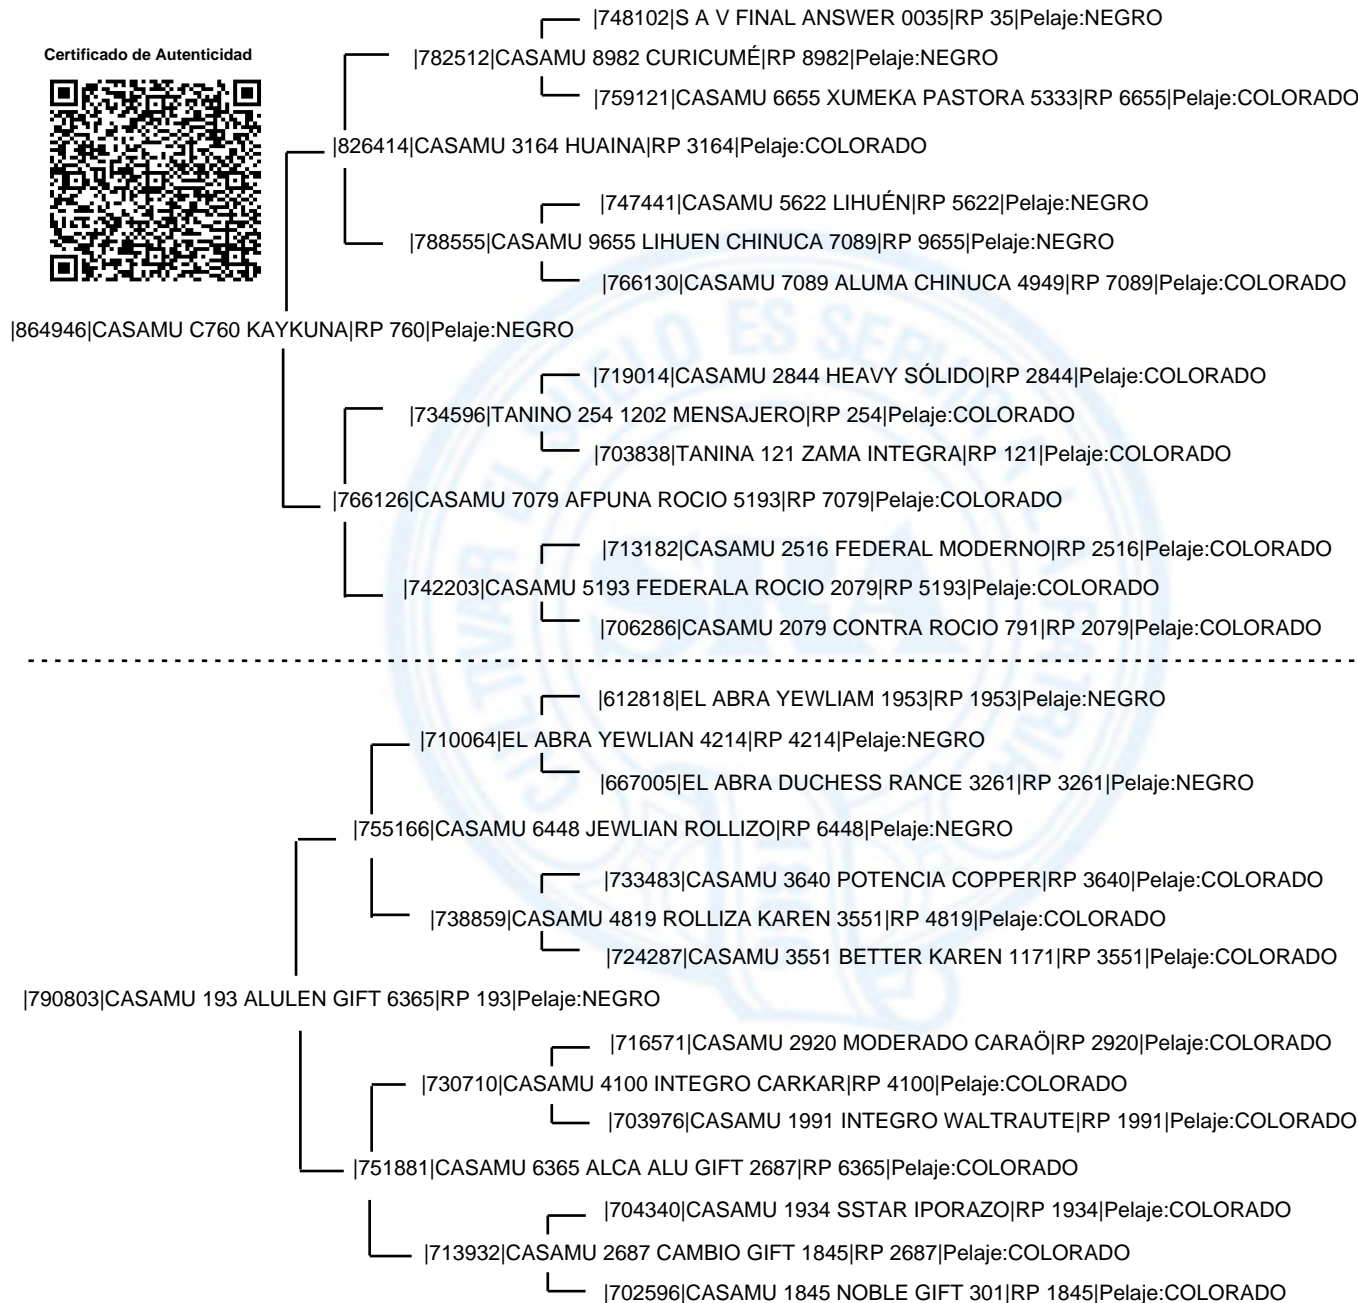 |748102|S A V FINAL ANSWER 0035|RP 35|Pelaje:NEGRO
Certificado de Autenticidad
|782512|CASAMU 8982 CURICUMÉ|RP 8982|Pelaje:NEGRO
|759121|CASAMU 6655 XUMEKA PASTORA 5333|RP 6655|Pelaje:COLORADO
|826414|CASAMU 3164 HUAINA|RP 3164|Pelaje:COLORADO
|747441|CASAMU 5622 LIHUÉN|RP 5622|Pelaje:NEGRO
|788555|CASAMU 9655 LIHUEN CHINUCA 7089|RP 9655|Pelaje:NEGRO
|766130|CASAMU 7089 ALUMA CHINUCA 4949|RP 7089|Pelaje:COLORADO
|864946|CASAMU C760 KAYKUNA|RP 760|Pelaje:NEGRO
|719014|CASAMU 2844 HEAVY SÓLIDO|RP 2844|Pelaje:COLORADO
|734596|TANINO 254 1202 MENSAJERO|RP 254|Pelaje:COLORADO
|703838|TANINA 121 ZAMA INTEGRA|RP 121|Pelaje:COLORADO
|766126|CASAMU 7079 AFPUNA ROCIO 5193|RP 7079|Pelaje:COLORADO
|713182|CASAMU 2516 FEDERAL MODERNO|RP 2516|Pelaje:COLORADO
|742203|CASAMU 5193 FEDERALA ROCIO 2079|RP 5193|Pelaje:COLORADO
|706286|CASAMU 2079 CONTRA ROCIO 791|RP 2079|Pelaje:COLORADO
|612818|EL ABRA YEWLIAM 1953|RP 1953|Pelaje:NEGRO
|710064|EL ABRA YEWLIAN 4214|RP 4214|Pelaje:NEGRO
|667005|EL ABRA DUCHESS RANCE 3261|RP 3261|Pelaje:NEGRO
|755166|CASAMU 6448 JEWLIAN ROLLIZO|RP 6448|Pelaje:NEGRO
|733483|CASAMU 3640 POTENCIA COPPER|RP 3640|Pelaje:COLORADO
|738859|CASAMU 4819 ROLLIZA KAREN 3551|RP 4819|Pelaje:COLORADO
|724287|CASAMU 3551 BETTER KAREN 1171|RP 3551|Pelaje:COLORADO
|790803|CASAMU 193 ALULEN GIFT 6365|RP 193|Pelaje:NEGRO
|716571|CASAMU 2920 MODERADO CARAÖ|RP 2920|Pelaje:COLORADO
|730710|CASAMU 4100 INTEGRO CARKAR|RP 4100|Pelaje:COLORADO
|703976|CASAMU 1991 INTEGRO WALTRAUTE|RP 1991|Pelaje:COLORADO
|751881|CASAMU 6365 ALCA ALU GIFT 2687|RP 6365|Pelaje:COLORADO
|704340|CASAMU 1934 SSTAR IPORAZO|RP 1934|Pelaje:COLORADO
|713932|CASAMU 2687 CAMBIO GIFT 1845|RP 2687|Pelaje:COLORADO
|702596|CASAMU 1845 NOBLE GIFT 301|RP 1845|Pelaje:COLORADO
CULTIVAR EL SUELO ES SERVIR A LA PATRIA
SRA